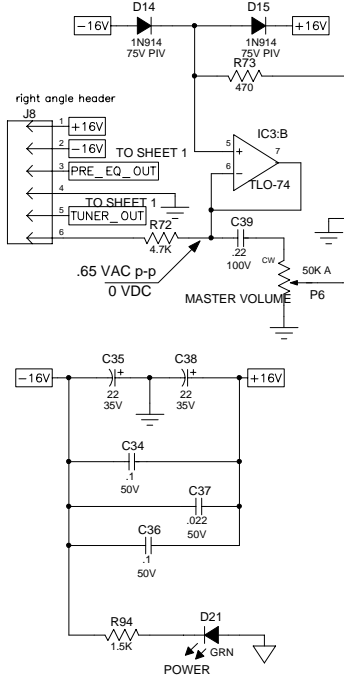 D14
D15
−16V
+16V
1N914
75V PIV
1N914
75V PIV
R73
470
right angle header
J8
IC3:B
1
+16V
2
−16V
TO SHEET 1
3
PRE_EQ_OUT
4
5
6
7
TLO-74
TO SHEET 1
5
TUNER_OUT
6
R72
4.7K
C39
.22
100V
.65 VAC p-p
0 VDC
CW
50K A
MASTER VOLUME
P6
C35
C38
−16V
+16V
22
35V
22
35V
C34
.1
50V
C37
.022
50V
C36
.1
50V
R94
1.5K
D21
GRN
POWER